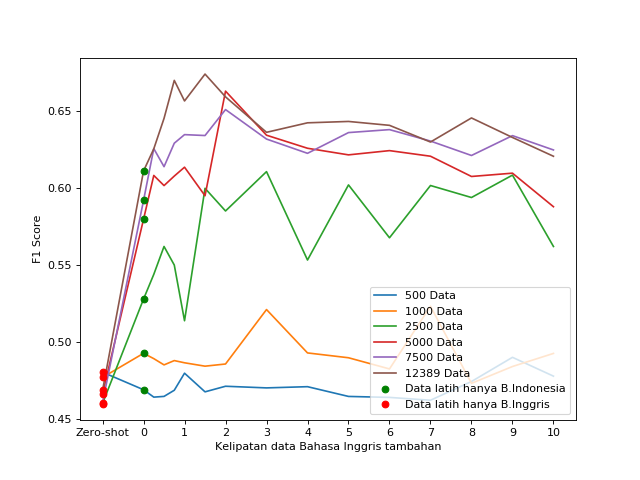 0.65
0.60
0.55
0.50
0.45
F1 Score
500 Data
1000 Data
2500 Data
5000 Data
7500 Data
12389 Data
Data latih hanya B.Indonesia
Data latih hanya B.Inggris
Zero-shot 0 1 2 3 4 5 6 7 8 9 10
Kelipatan data Bahasa Inggris tambahan